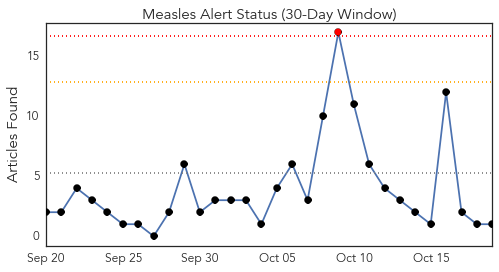 Measles Alert Status (30-Day Window)
Articles Found
15
10
5
0
Sep 20 Sep 25 Sep 30 Oct 05 Oct 10 Oct 15